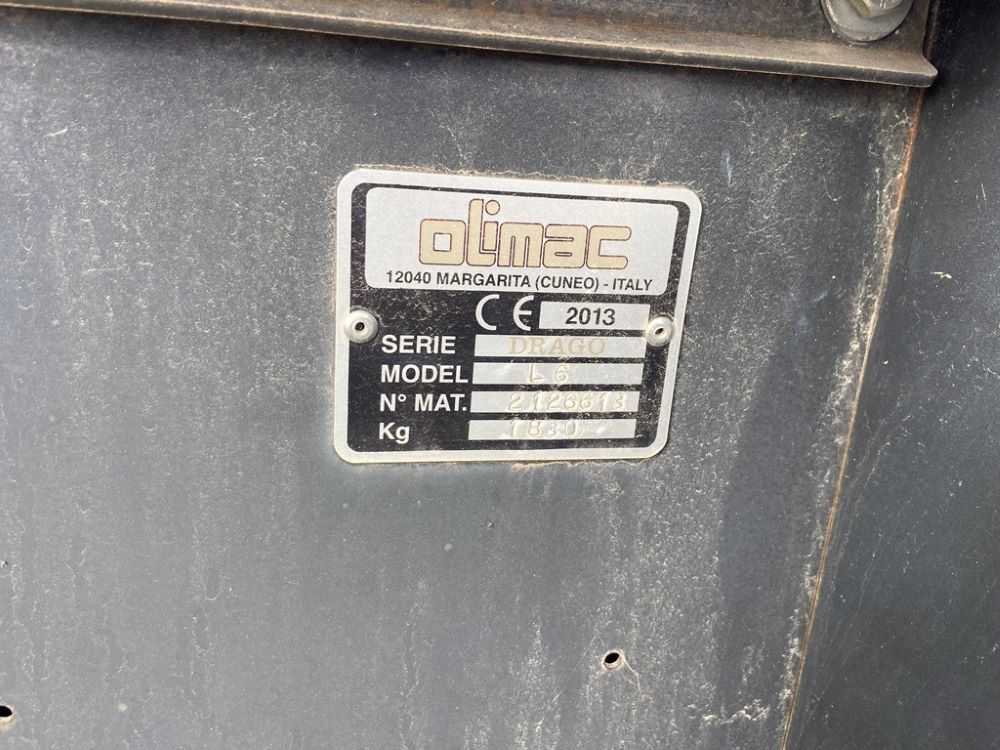 olimac
12040 MARGARITA (CUNEO) - ITALY
CE 2013
SERIE DRAGO
MODEL L6
N° MAT. 2126613
Kg 1830